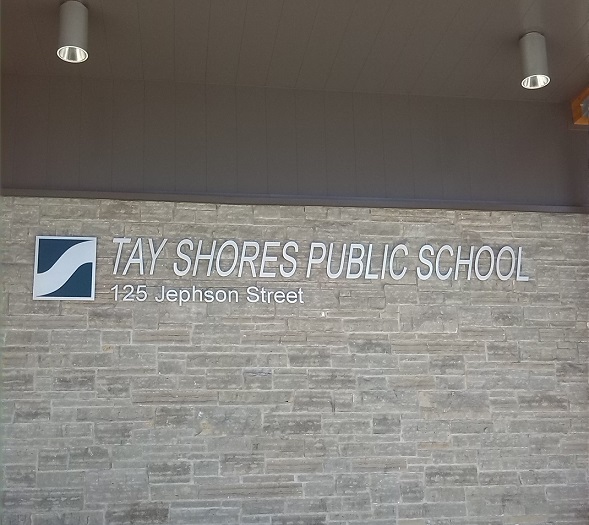 TAY SHORES PUBLIC SCHOOL
125 Jephson Street